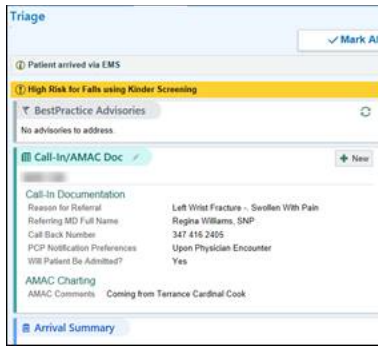 Triage
Mark Al
Patient arrived via EMS
High Risk for Falls using Kinder Screening
BestPractice Advisories
No advisories to address.
Call-In/AMAC Doc
New
Call-In Documentation
Reason for Referral Left Wrist Fracture -. Swollen With Pain
Referring MD Full Name Regina Williams, SNP
Call Back Number 347 416 2405
PCP Notification Preferences Upon Physician Encounter
Will Patient Be Admitted? Yes
AMAC Charting
AMAC Comments Coming from Terrance Cardinal Cook
Arrival Summary